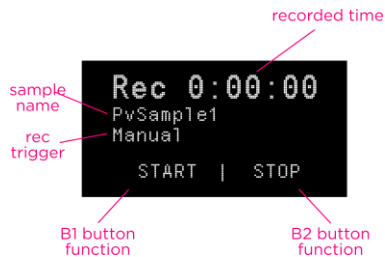 recorded time
Rec 0:00:00
sample name
PvSample1
rec trigger
Manual
START | STOP
B1 button function
B2 button function